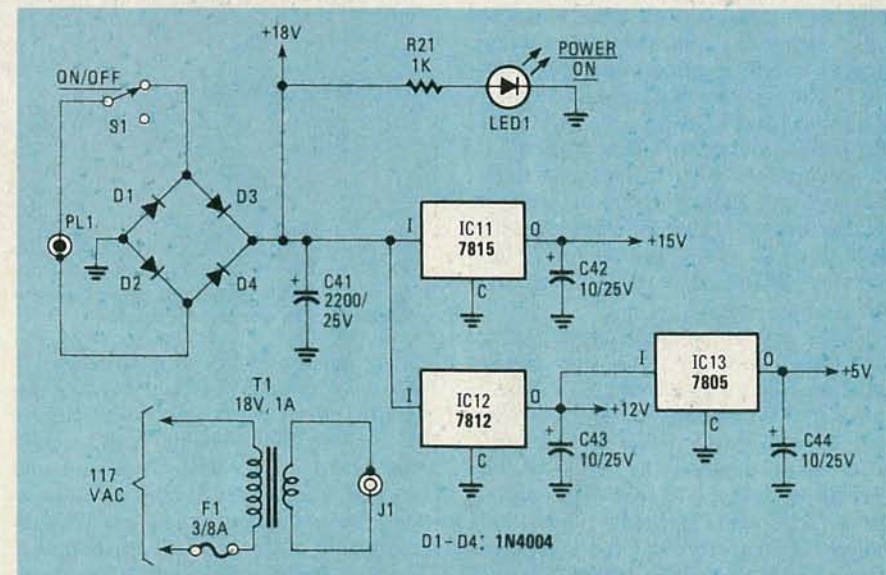 +18V
R21
1K
POWER
ON
LED1
ON/OFF
S1
D1
D3
PL1.
D2
D4
C41
2200/
25V
+
I
IC11
7815
O
C
+15V
+
C42
10/25V
I
IC12
7812
O
C
+12V
+
C43
10/25V
I
IC13
7805
O
C
+5V
+
C44
10/25V
T1
18V, 1A
117
VAC
F1
3/8A
J1
D1-D4: 1N4004